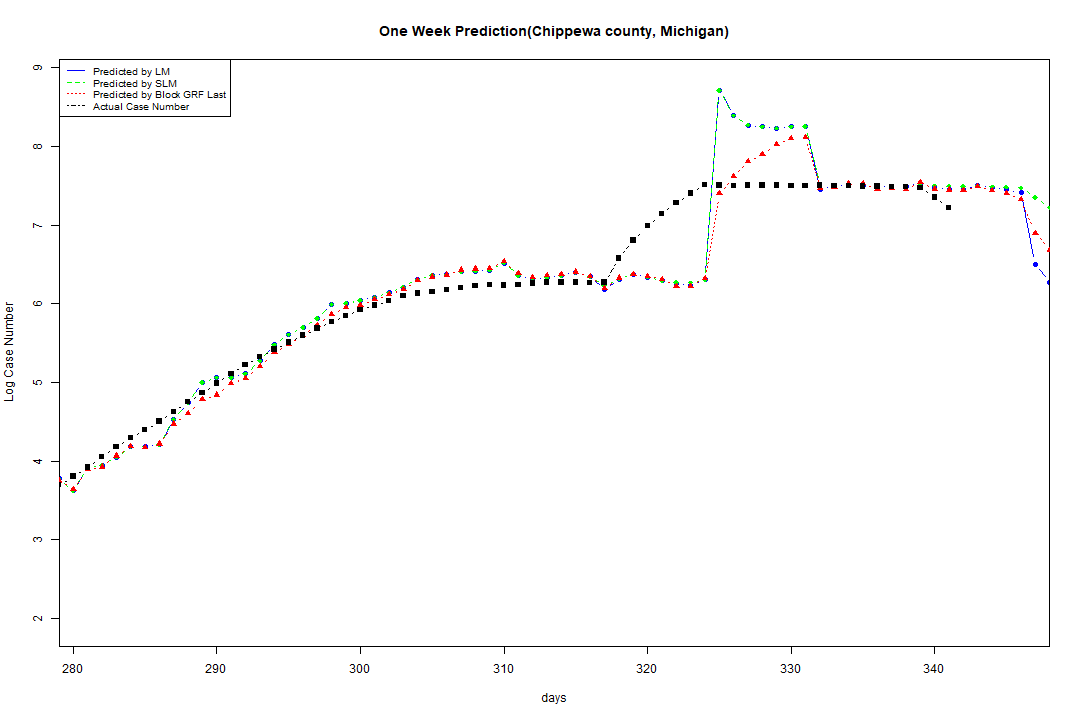 One Week Prediction(Chippewa county, Michigan)
Predicted by LM
Predicted by SLM
Predicted by Block GRF Last
Actual Case Number
9
8
7
6
5
4
3
2
Log Case Number
280 290 300 310 320 330 340
days